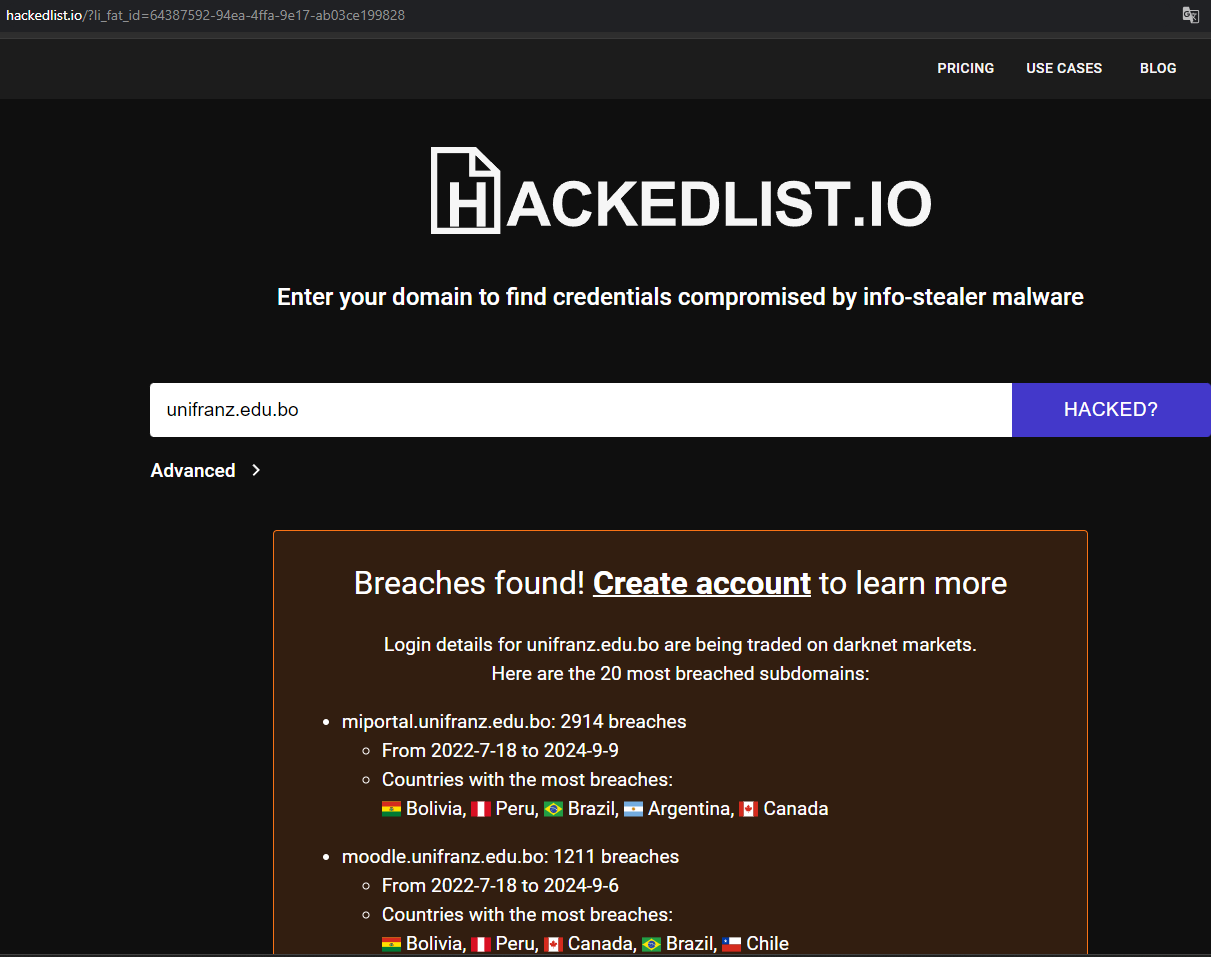 hackedlist.io/?li_fat_id=64387592-94ea-4ffa-9e17-ab03ce199828
PRICING USE CASES BLOG
HACKEDLIST.IO
Enter your domain to find credentials compromised by info-stealer malware
unifranz.edu.bo HACKED?
Advanced
Breaches found! Create account to learn more
Login details for unifranz.edu.bo are being traded on darknet markets.
Here are the 20 most breached subdomains:
miportal.unifranz.edu.bo: 2914 breaches
From 2022-7-18 to 2024-9-9
Countries with the most breaches:
Bolivia, Peru, Brazil, Argentina, Canada
moodle.unifranz.edu.bo: 1211 breaches
From 2022-7-18 to 2024-9-6
Countries with the most breaches:
Bolivia, Peru, Canada, Brazil, Chile